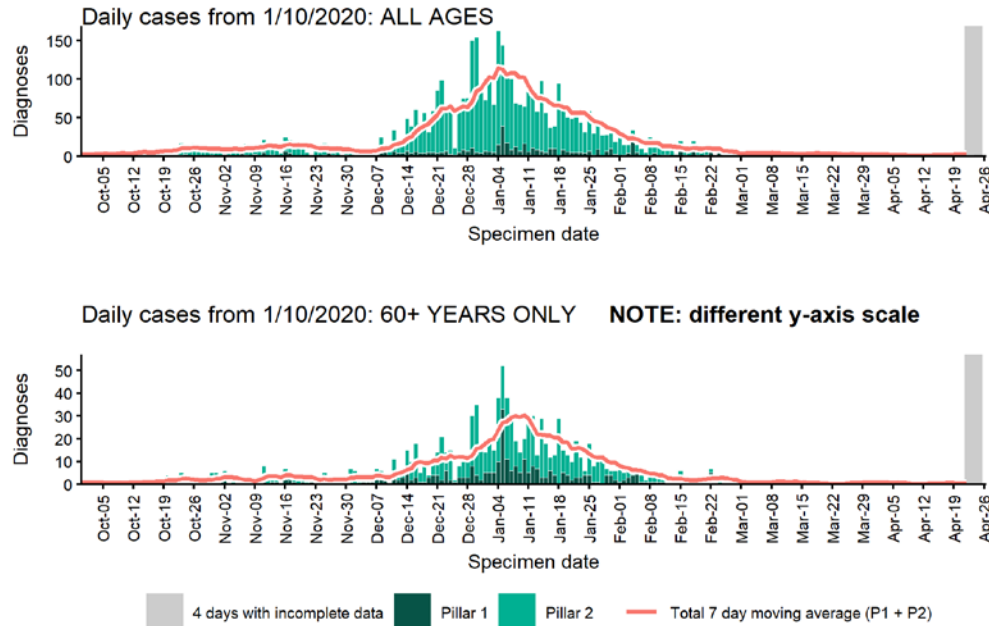 Daily cases from 1/10/2020: ALL AGES
150
100
50
0
Diagnoses
Oct-05 Oct-12 Oct-19 Oct-26 Nov-02 Nov-09 Nov-16 Nov-23 Nov-30 Dec-07 Dec-14 Dec-21 Dec-28 Jan-04 Jan-11 Jan-18 Jan-25 Feb-01 Feb-08 Feb-15 Feb-22 Mar-01 Mar-08 Mar-15 Mar-22 Mar-29 Apr-05 Apr-12 Apr-19 Apr-26
Specimen date
Daily cases from 1/10/2020: 60+ YEARS ONLY NOTE: different y-axis scale
50
40
30
20
10
0
Diagnoses
Oct-05 Oct-12 Oct-19 Oct-26 Nov-02 Nov-09 Nov-16 Nov-23 Nov-30 Dec-07 Dec-14 Dec-21 Dec-28 Jan-04 Jan-11 Jan-18 Jan-25 Feb-01 Feb-08 Feb-15 Feb-22 Mar-01 Mar-08 Mar-15 Mar-22 Mar-29 Apr-05 Apr-12 Apr-19 Apr-26
Specimen date
4 days with incomplete data Pillar 1 Pillar 2 Total 7 day moving average (P1 + P2)